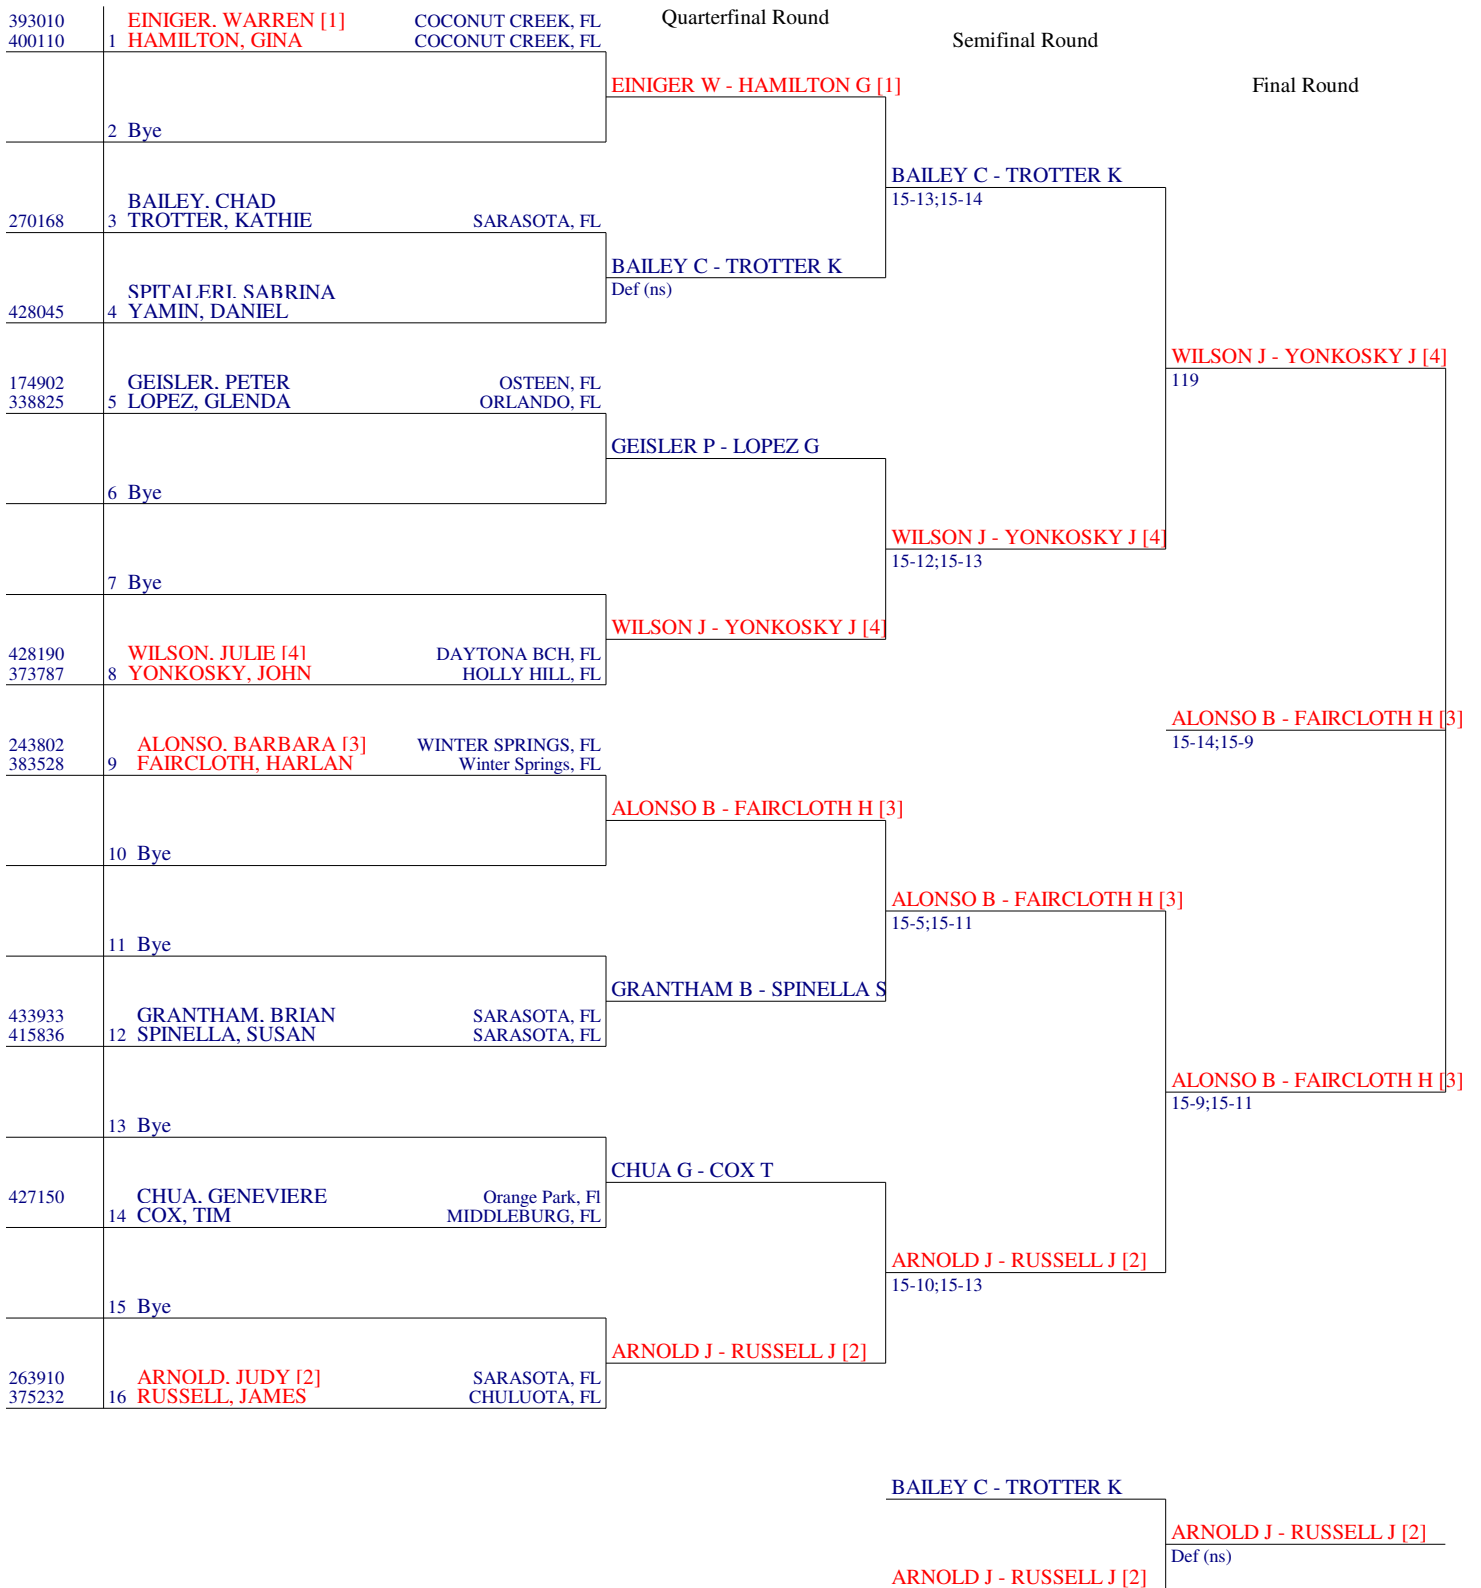 Quarterfinal Round
Semifinal Round
Final Round
393010 EINIGER, WARREN [1] COCONUT CREEK, FL
400110 1 HAMILTON, GINA COCONUT CREEK, FL
EINIGER W - HAMILTON G [1]
2 Bye
BAILEY C - TROTTER K
15-13;15-14
BAILEY, CHAD
270168 3 TROTTER, KATHIE SARASOTA, FL
BAILEY C - TROTTER K
Def (ns)
SPITALERI, SABRINA
428045 4 YAMIN, DANIEL
WILSON J - YONKOSKY J [4]
119
174902 GEISLER, PETER OSTEEN, FL
338825 5 LOPEZ, GLENDA ORLANDO, FL
GEISLER P - LOPEZ G
6 Bye
WILSON J - YONKOSKY J [4]
15-12;15-13
7 Bye
WILSON J - YONKOSKY J [4]
428190 WILSON, JULIE [4] DAYTONA BCH, FL
373787 8 YONKOSKY, JOHN HOLLY HILL, FL
ALONSO B - FAIRCLOTH H [3]
15-14;15-9
243802 ALONSO, BARBARA [3] WINTER SPRINGS, FL
383528 9 FAIRCLOTH, HARLAN Winter Springs, FL
ALONSO B - FAIRCLOTH H [3]
10 Bye
ALONSO B - FAIRCLOTH H [3]
15-5;15-11
11 Bye
GRANTHAM B - SPINELLA S
433933 GRANTHAM, BRIAN SARASOTA, FL
415836 12 SPINELLA, SUSAN SARASOTA, FL
ALONSO B - FAIRCLOTH H [3]
15-9;15-11
13 Bye
CHUA G - COX T
427150 CHUA, GENEVIERE Orange Park, Fl
14 COX, TIM MIDDLEBURG, FL
ARNOLD J - RUSSELL J [2]
15-10;15-13
15 Bye
ARNOLD J - RUSSELL J [2]
263910 ARNOLD, JUDY [2] SARASOTA, FL
375232 16 RUSSELL, JAMES CHULUOTA, FL
BAILEY C - TROTTER K
ARNOLD J - RUSSELL J [2]
Def (ns)
ARNOLD J - RUSSELL J [2]